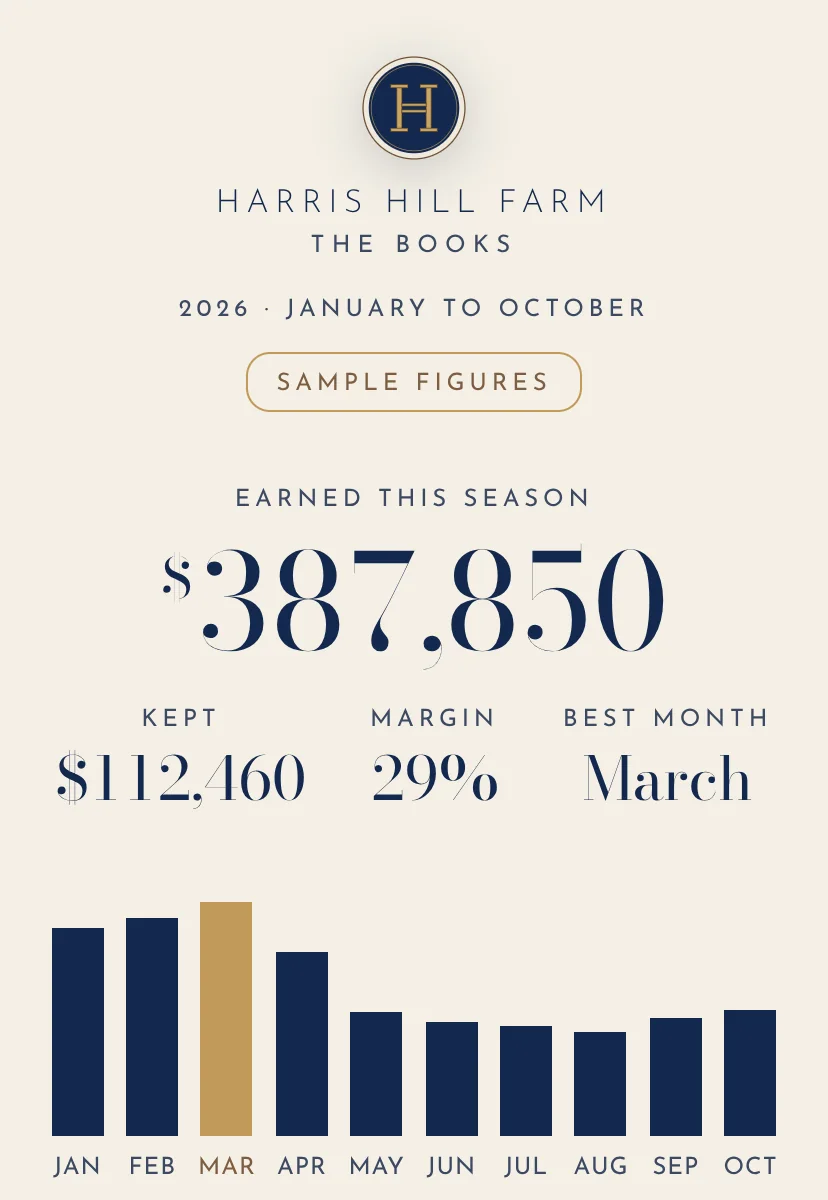 H
HARRIS HILL FARM
THE BOOKS
2026 · JANUARY TO OCTOBER
SAMPLE FIGURES
EARNED THIS SEASON
$387,850
KEPT MARGIN BEST MONTH
$112,460 29% March
JAN FEB MAR APR MAY JUN JUL AUG SEP OCT